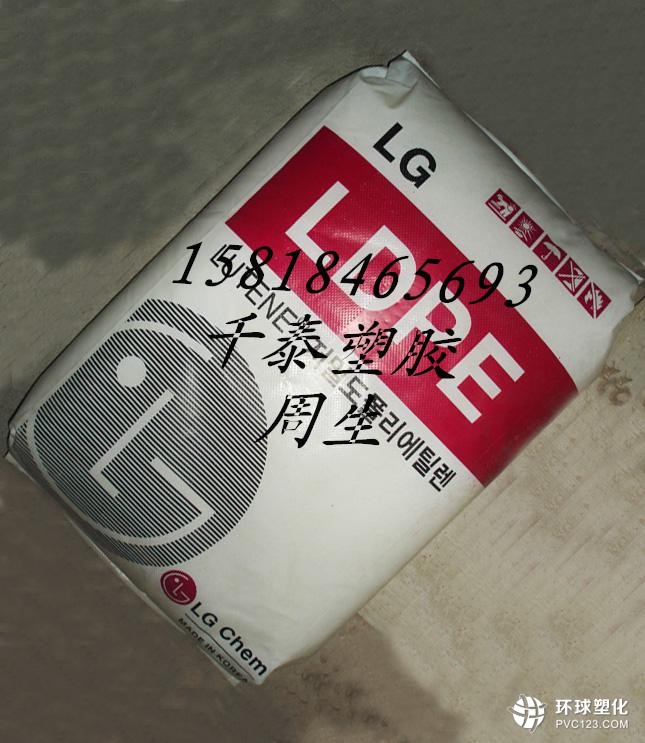 LG
LDPE
15818465693
千泰塑胶
周生
도폴리에틸렌
LG Chem
MADE IN KOREA
环球塑化
PVC123.COM